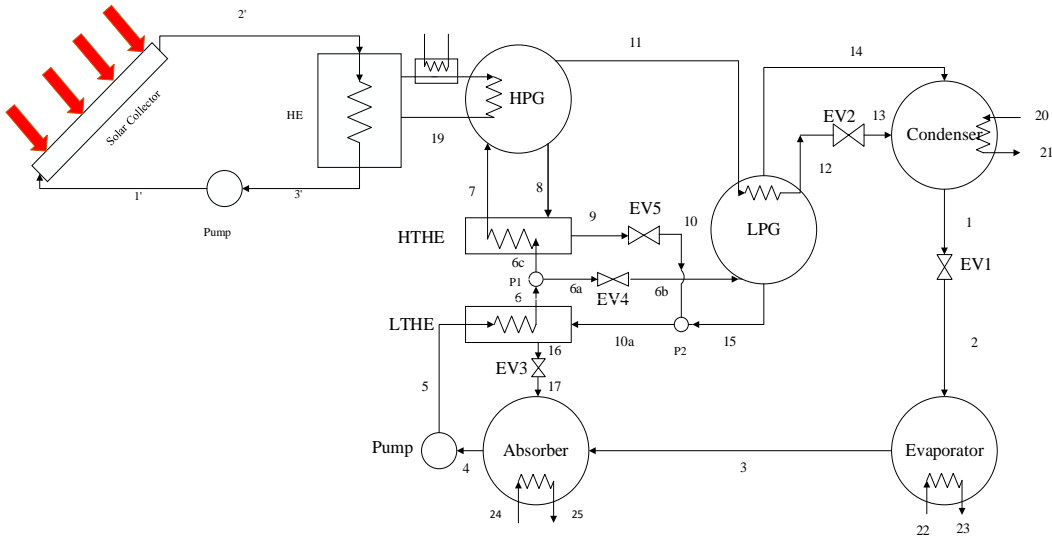 2'
11
14
HPG
EV2
13
20
Condenser
HE
Solar Collector
19
21
12
7
8
1'
3'
9
EV5
10
1
Pump
HTHE
LPG
6c
EV1
P1
6a
6b
EV4
6
LTHE
16
10a
P2
15
2
EV3
5
17
Pump
4
Absorber
3
Evaporator
24
25
22
23